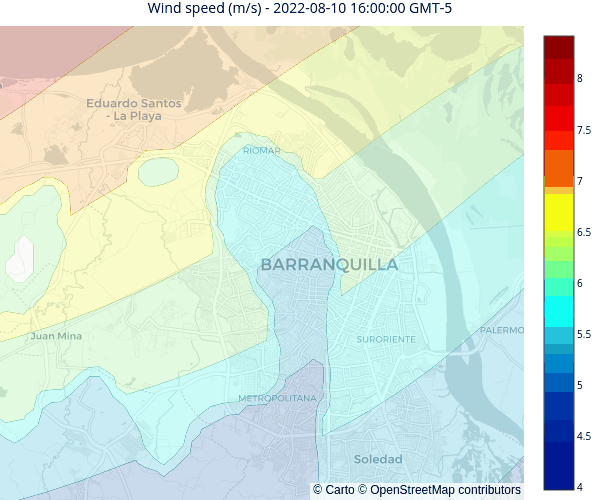 Wind speed (m/s) - 2022-08-10 16:00:00 GMT-5
Eduardo Santos
- La Playa
RIOMAR
BARRANQUILLA
Juan Mina
SURORIENTE
PALERMO
METROPOLITANA
Soledad
© Carto © OpenStreetMap contributors
8
7.5
7
6.5
6
5.5
5
4.5
4